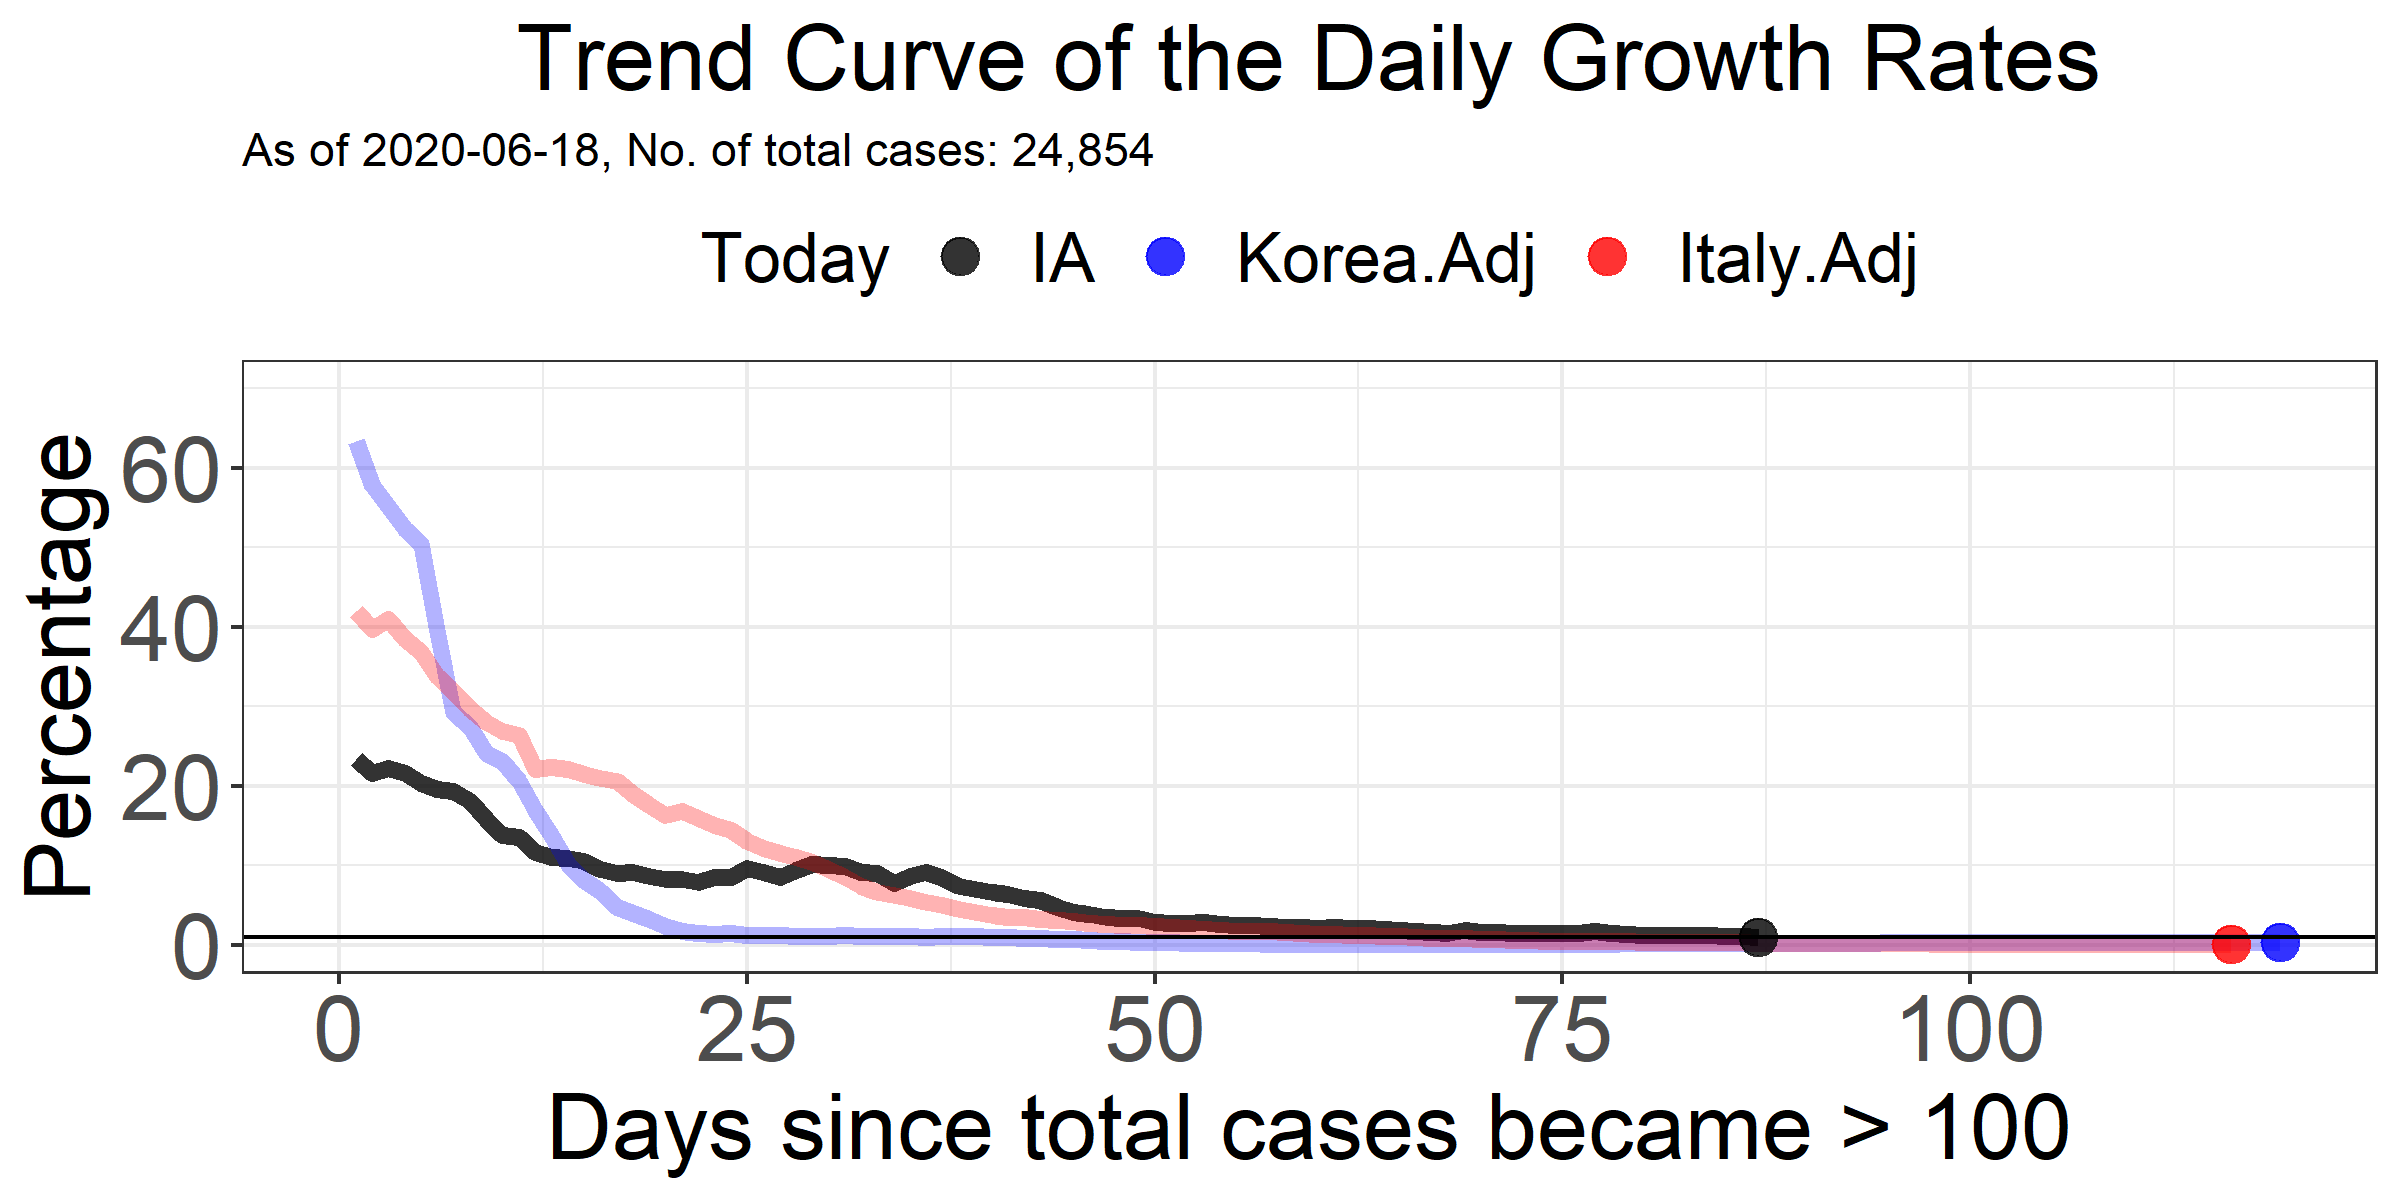 Trend Curve of the Daily Growth Rates
As of 2020-06-18, No. of total cases: 24,854
Today IA Korea.Adj Italy.Adj
Percentage
60
40
20
0
0 25 50 75 100
Days since total cases became > 100